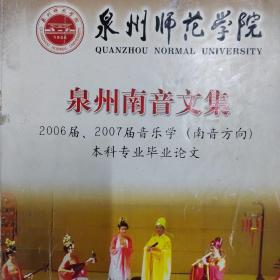 泉州师范学院
QUANZHOU NORMAL UNIVERSITY
泉州南音文集
2006届、2007届音乐学（南音方向）
本科专业毕业论文